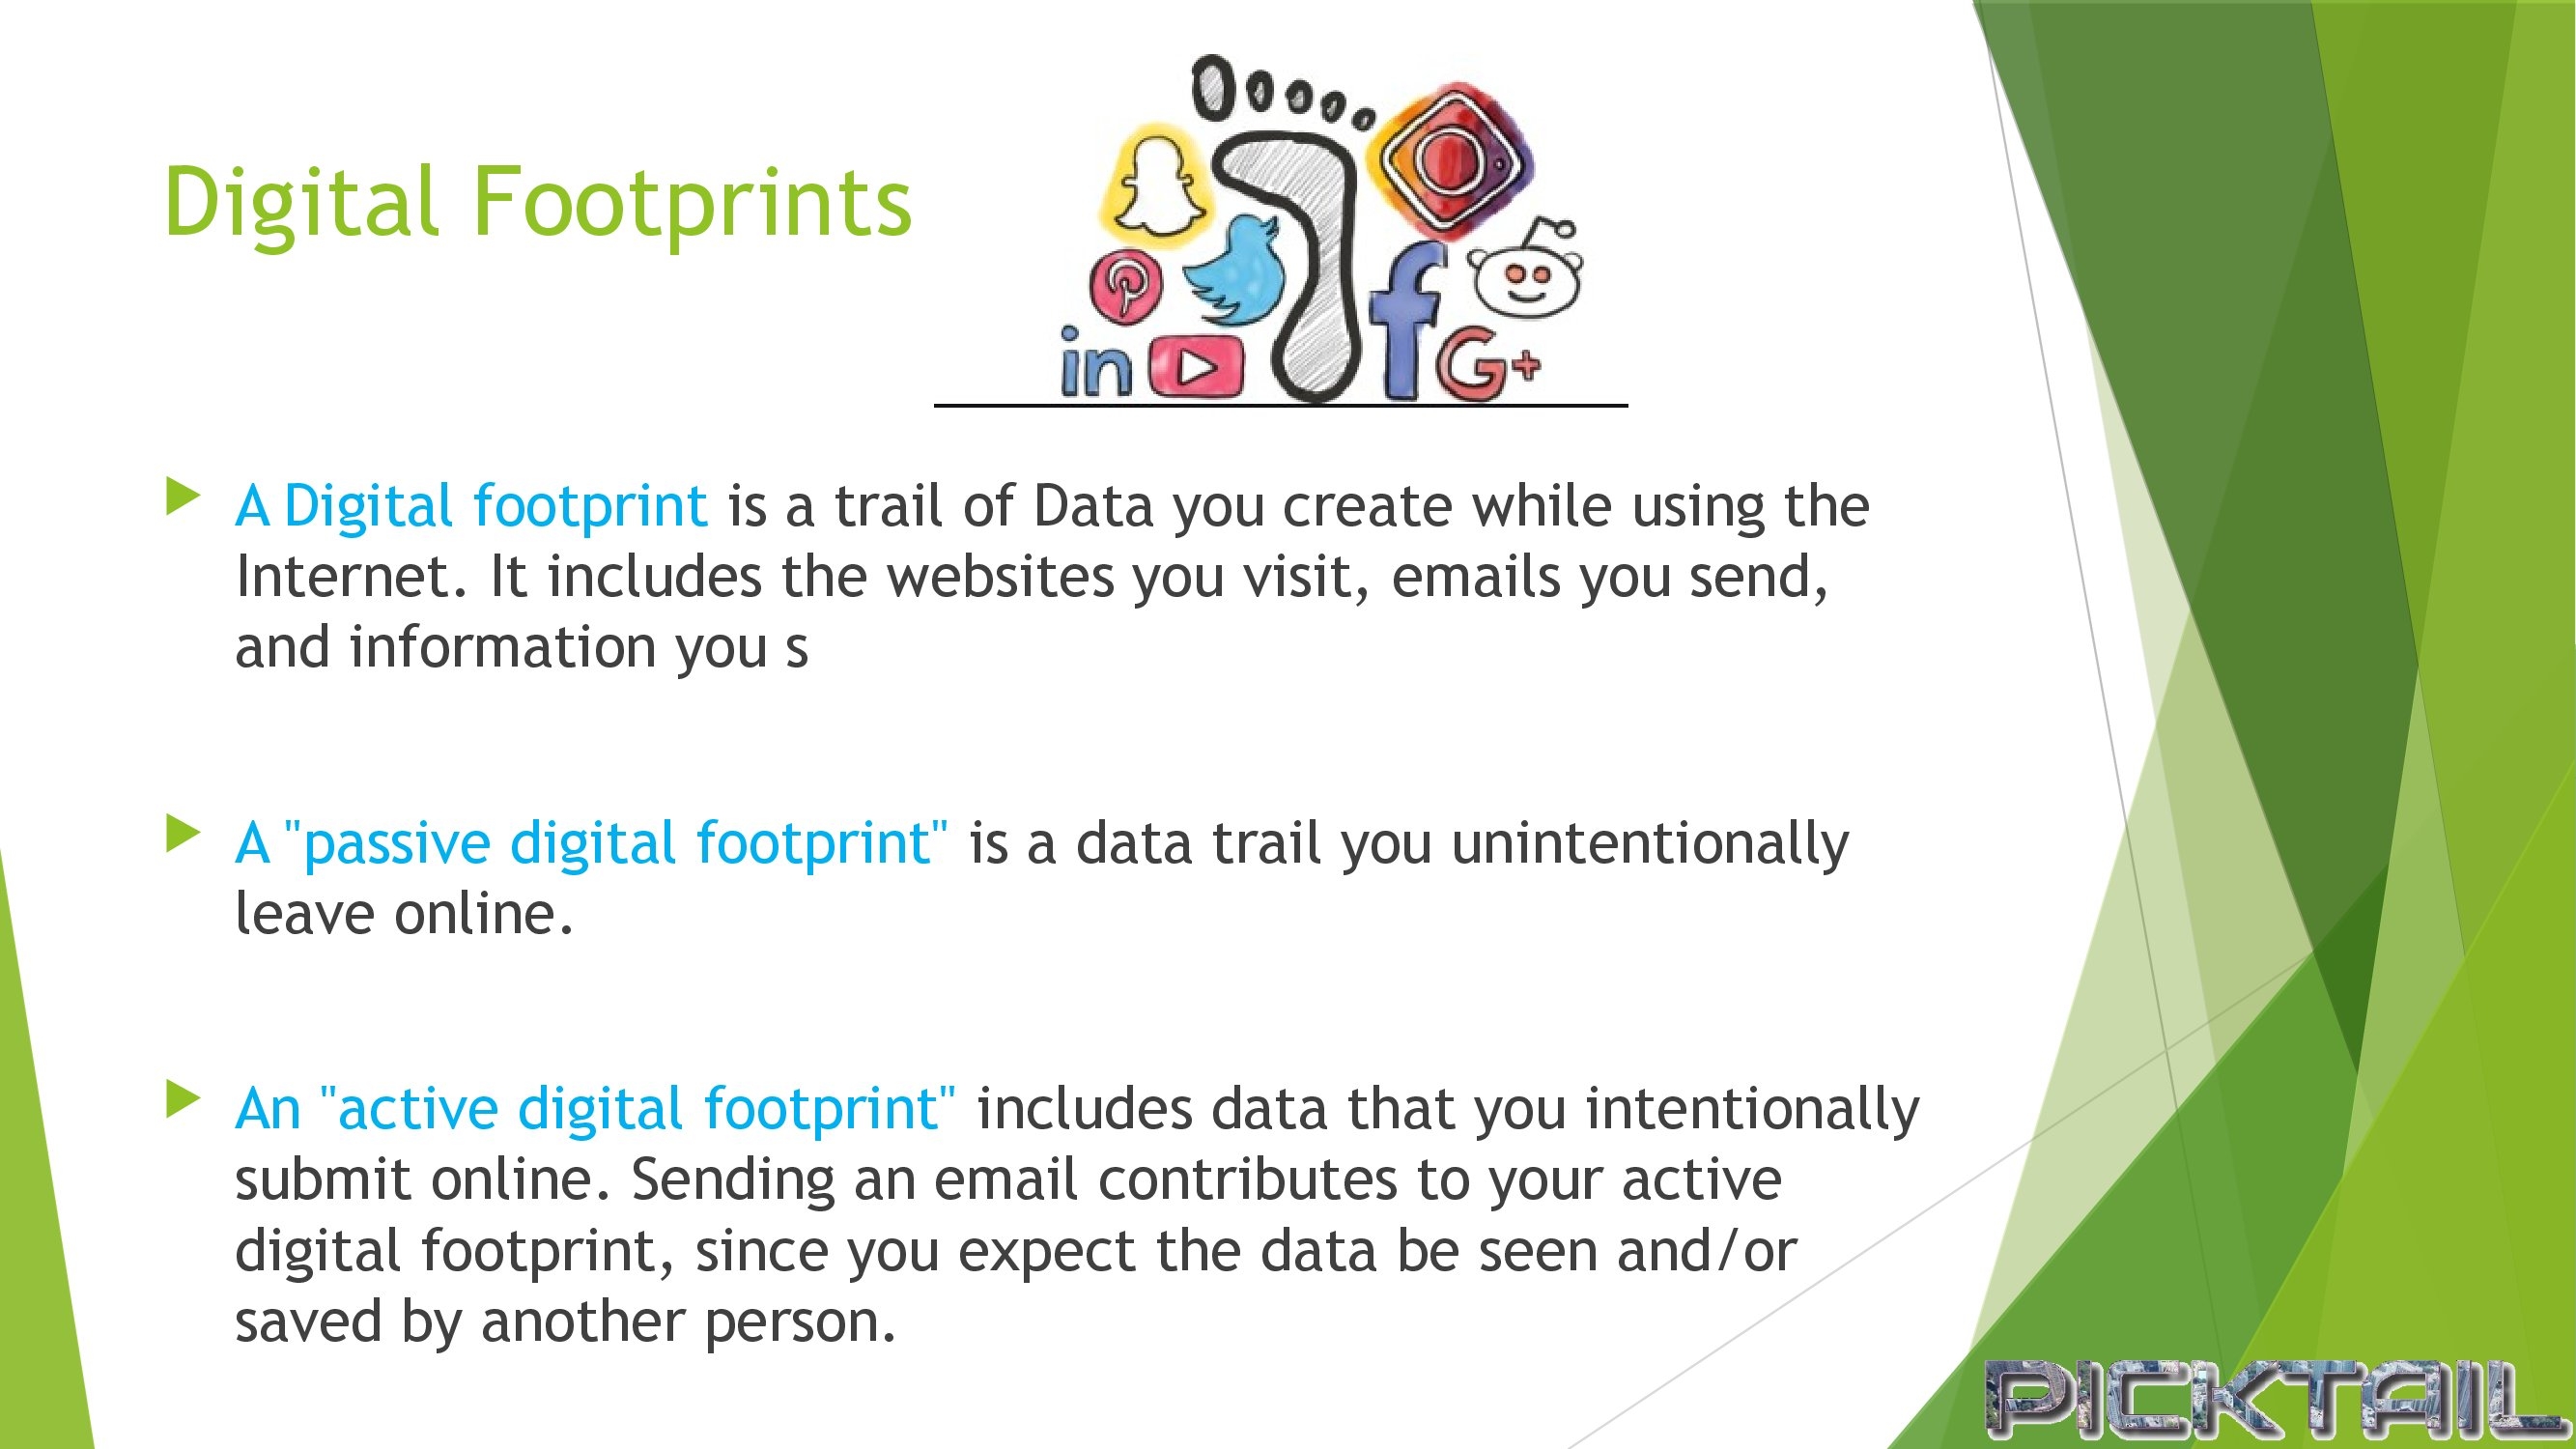 Digital Footprints
in
f
G+
A Digital footprint is a trail of Data you create while using the
Internet. It includes the websites you visit, emails you send,
and information you s
A "passive digital footprint" is a data trail you unintentionally
leave online.
An "active digital footprint" includes data that you intentionally
submit online. Sending an email contributes to your active
digital footprint, since you expect the data be seen and/or
saved by another person.
PICKTAIL